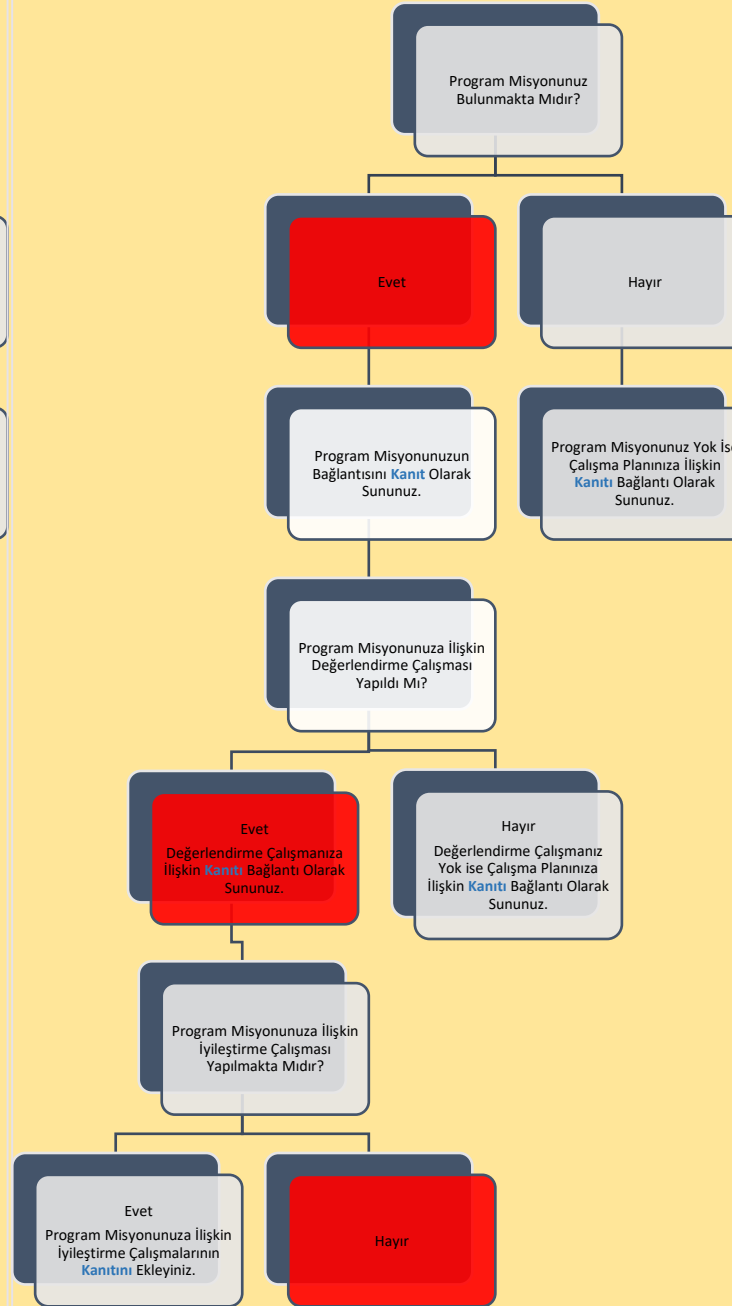 Program Misyonunuz
Bulunmakta Mıdır?
Evet
Hayır
Program Misyonunuzun
Bağlantısını Kanıt Olarak
Sununuz.
Program Misyonunuz Yok İse
Çalışma Planınıza İlişkin
Kanıtı Bağlantı Olarak
Sununuz.
Program Misyonunuza İlişkin
Değerlendirme Çalışması
Yapıldı Mı?
Evet
Değerlendirme Çalışmanıza
İlişkin Kanıtı Bağlantı Olarak
Sununuz.
Hayır
Değerlendirme Çalışmanız
Yok ise Çalışma Planınıza
İlişkin Kanıtı Bağlantı Olarak
Sununuz.
Program Misyonunuza İlişkin
İyileştirme Çalışması
Yapılmakta Mıdır?
Evet
Program Misyonunuza İlişkin
İyileştirme Çalışmalarının
Kanıtını Ekleyiniz.
Hayır